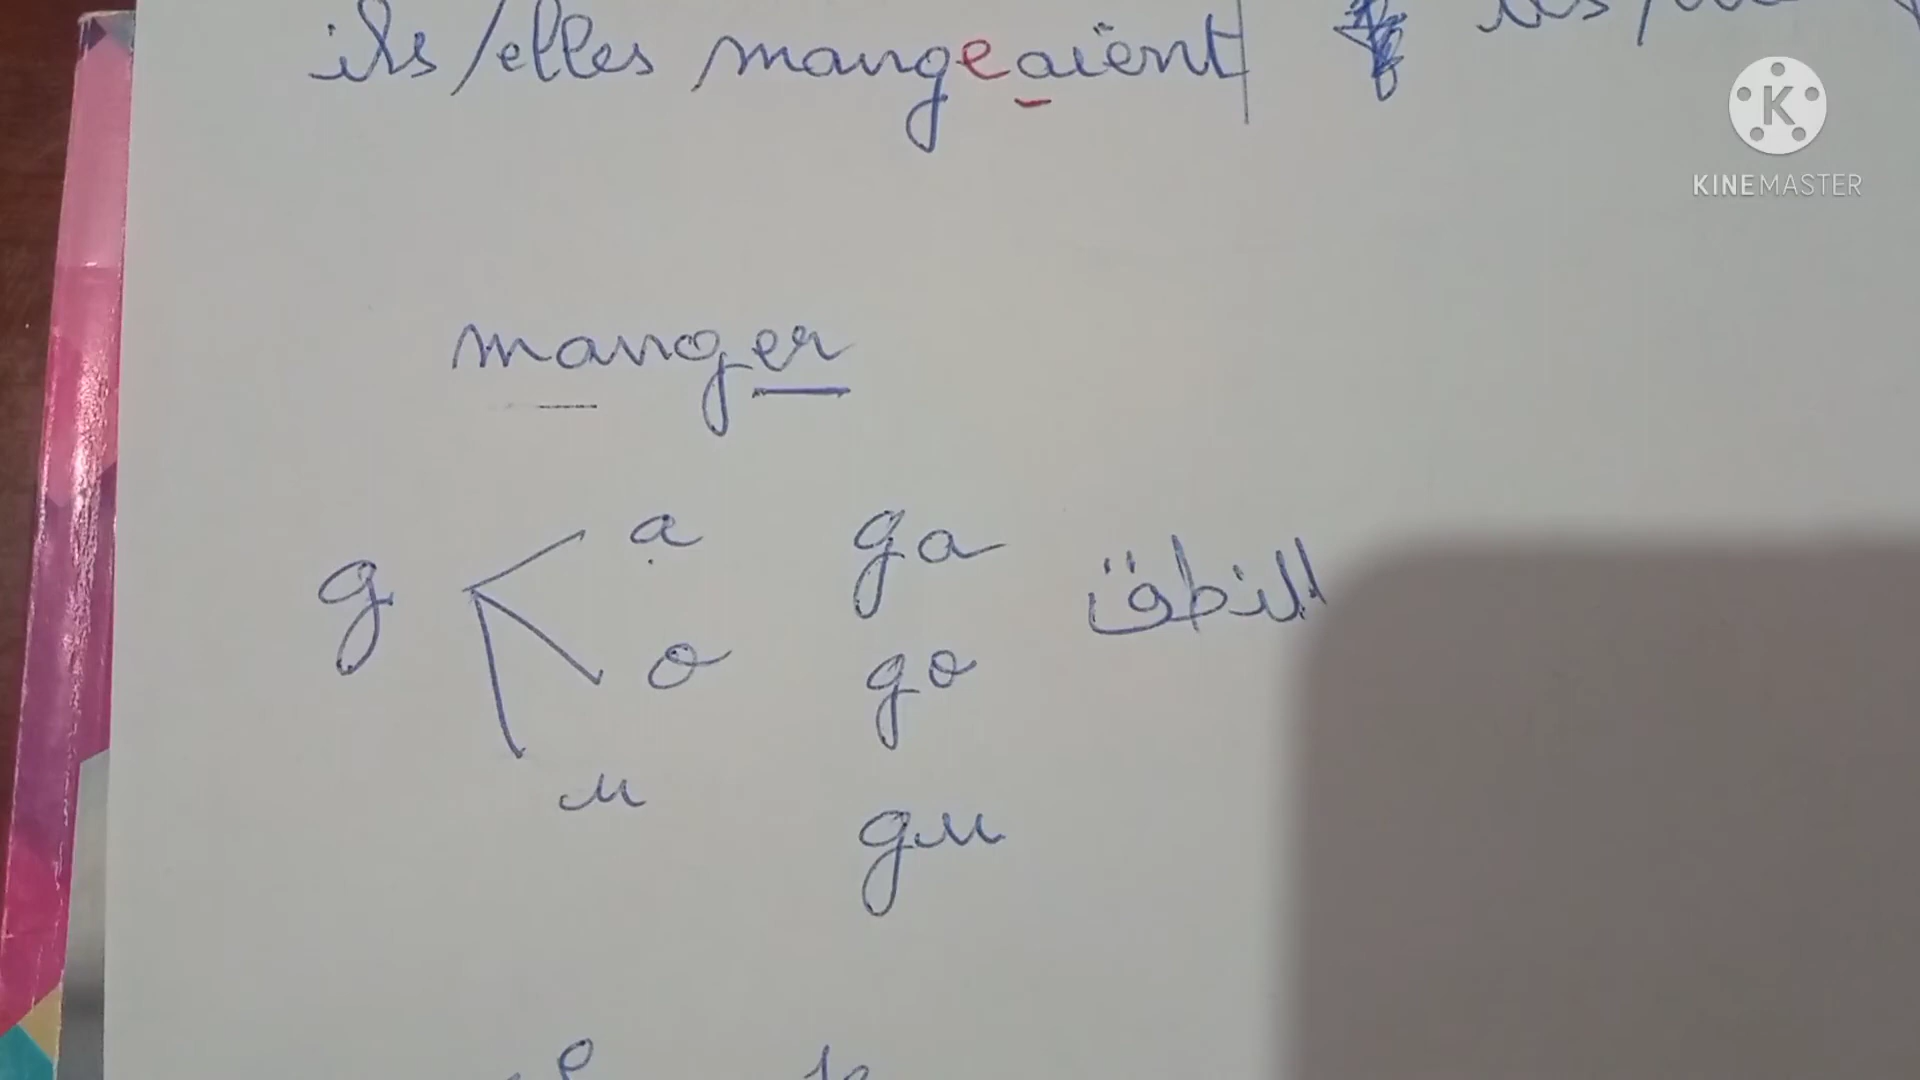 ils/elles mangeaient
KINEMASTER
manger
g a ga النطق
o go
u gu